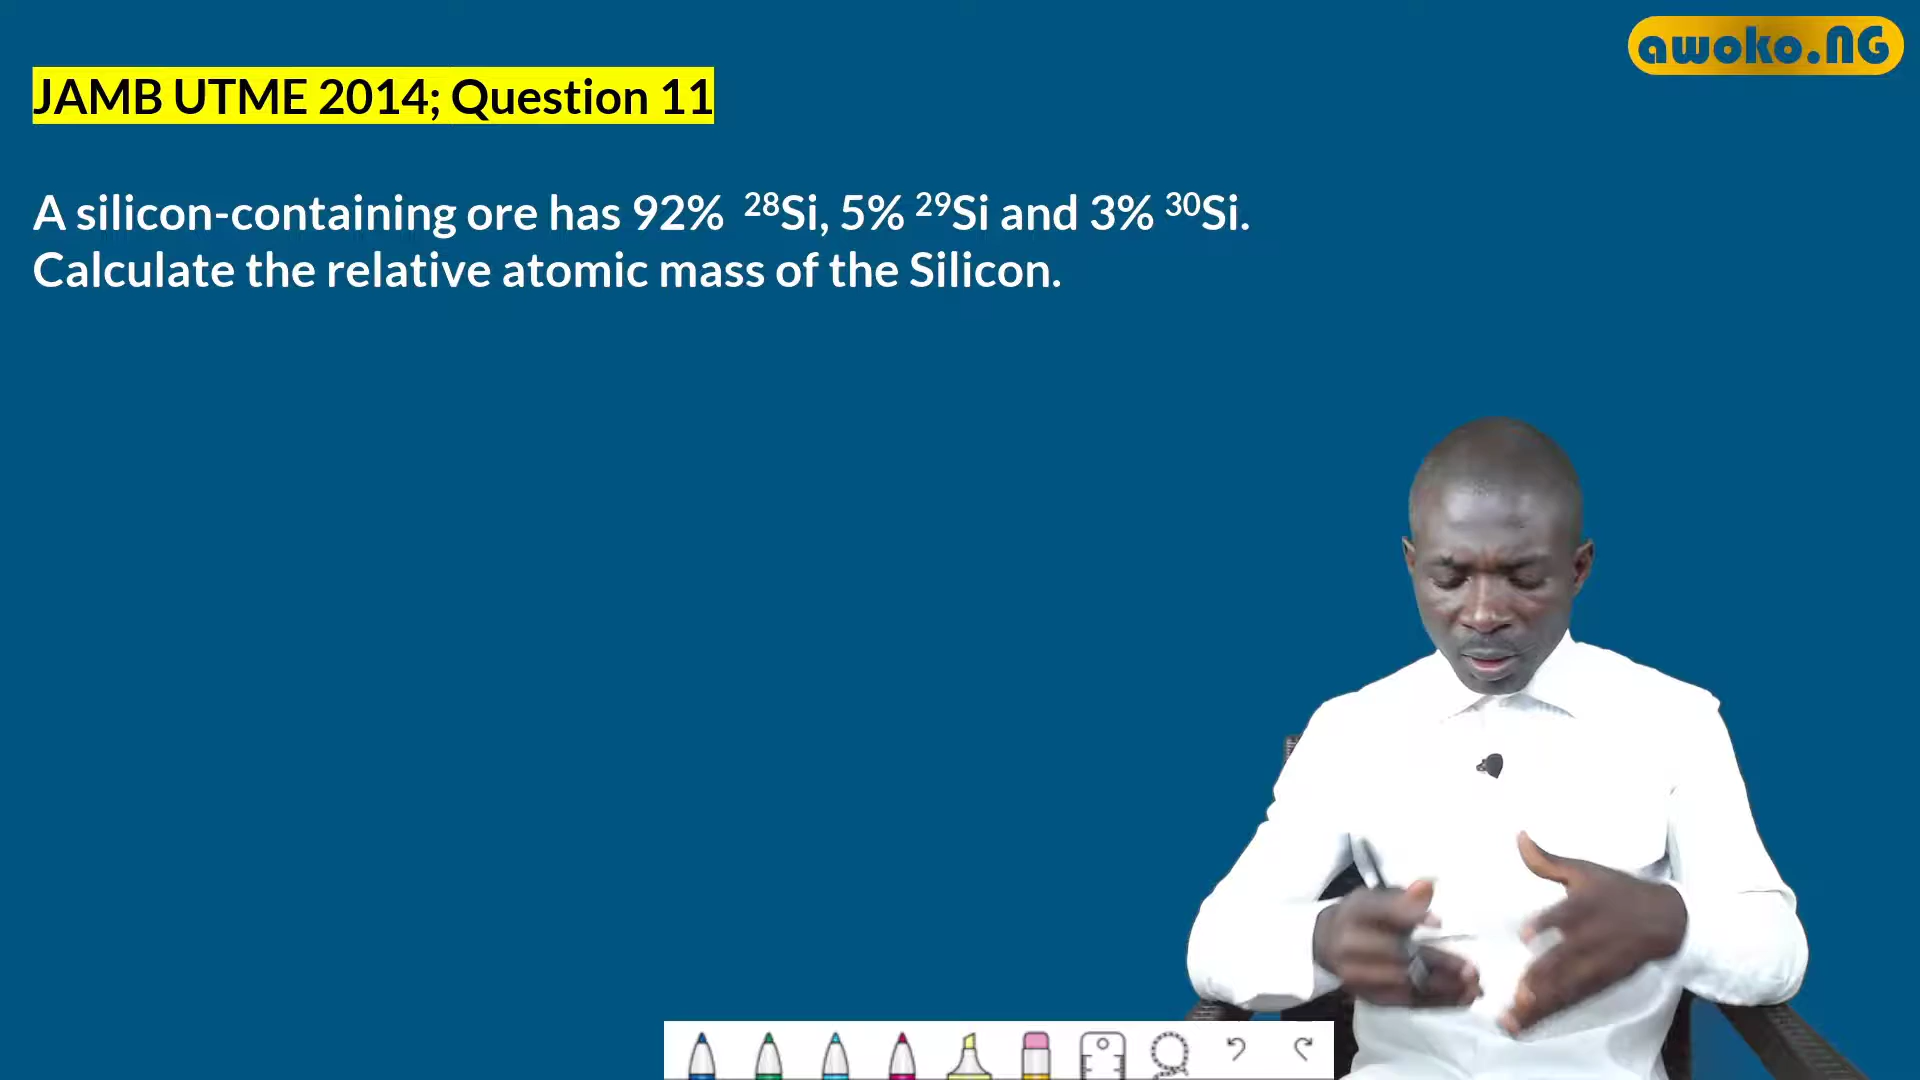 awoko.NG
JAMB UTME 2014; Question 11
A silicon-containing ore has 92% ²⁸Si, 5% ²⁹Si and 3% ³⁰Si.
Calculate the relative atomic mass of the Silicon.